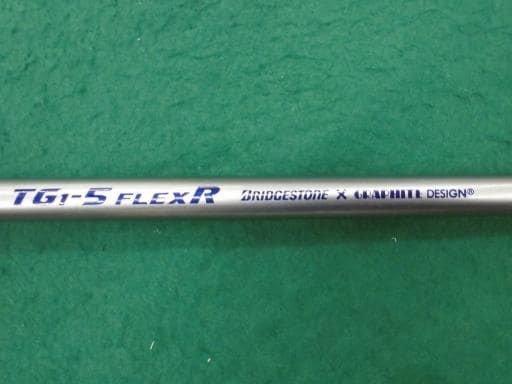 TG1-5 FLEX R BRIDGESTONE X GRAPHITE DESIGN®